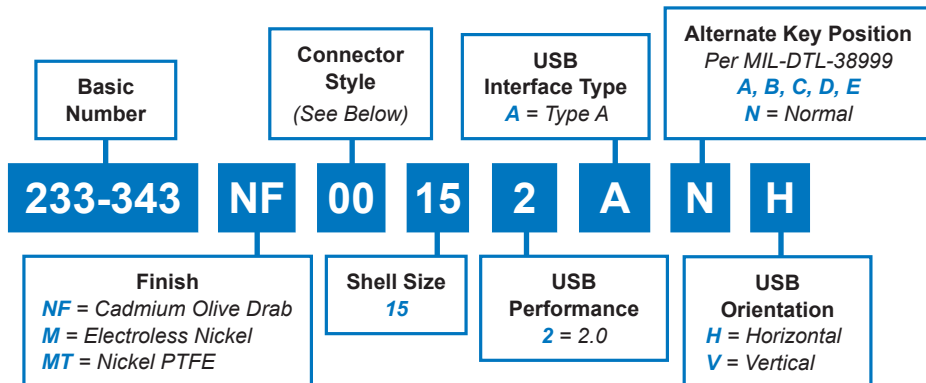 Basic
Number
Connector
Style
(See Below)
USB
Interface Type
A = Type A
Alternate Key Position
Per MIL-DTL-38999
A, B, C, D, E
N = Normal
233-343 NF 00 15 2 A N H
Finish
NF = Cadmium Olive Drab
M = Electroless Nickel
MT = Nickel PTFE
Shell Size
15
USB
Performance
2 = 2.0
USB
Orientation
H = Horizontal
V = Vertical